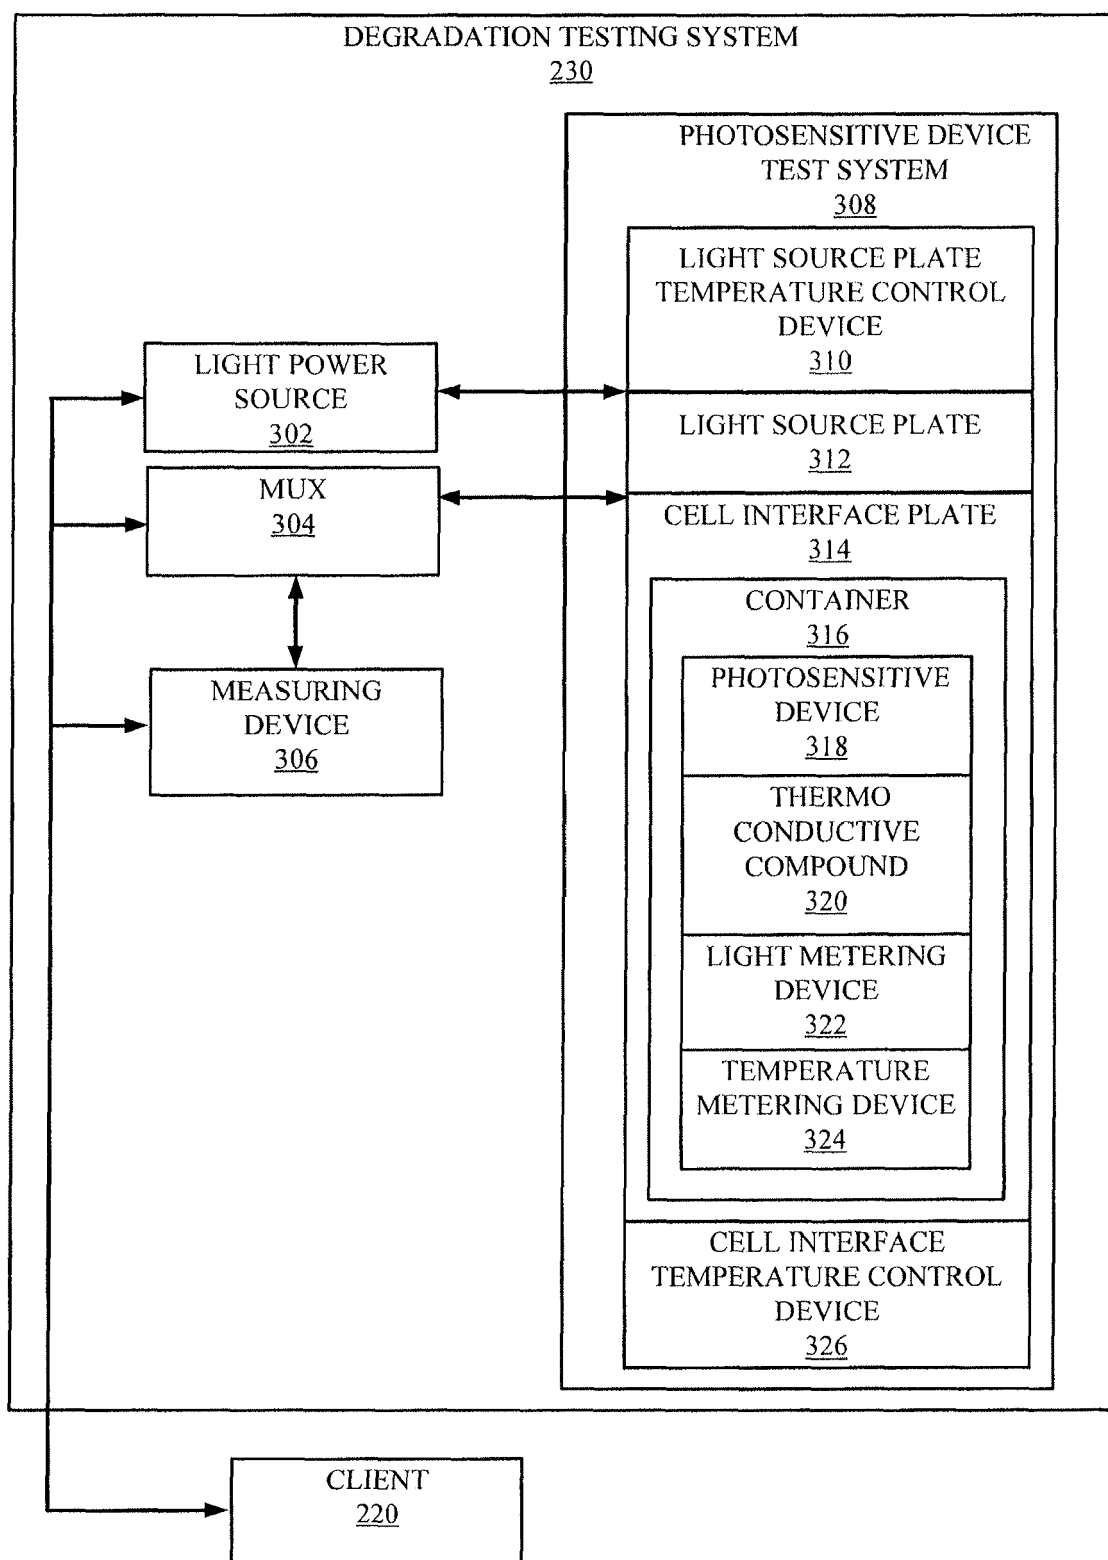 DEGRADATION TESTING SYSTEM
230
PHOTOSENSITIVE DEVICE
TEST SYSTEM
308
LIGHT SOURCE PLATE
TEMPERATURE CONTROL
DEVICE
310
LIGHT POWER
SOURCE
302
LIGHT SOURCE PLATE
312
MUX
304
CELL INTERFACE PLATE
314
CONTAINER
316
MEASURING
DEVICE
306
PHOTOSENSITIVE
DEVICE
318
THERMO
CONDUCTIVE
COMPOUND
320
LIGHT METERING
DEVICE
322
TEMPERATURE
METERING DEVICE
324
CELL INTERFACE
TEMPERATURE CONTROL
DEVICE
326
CLIENT
220